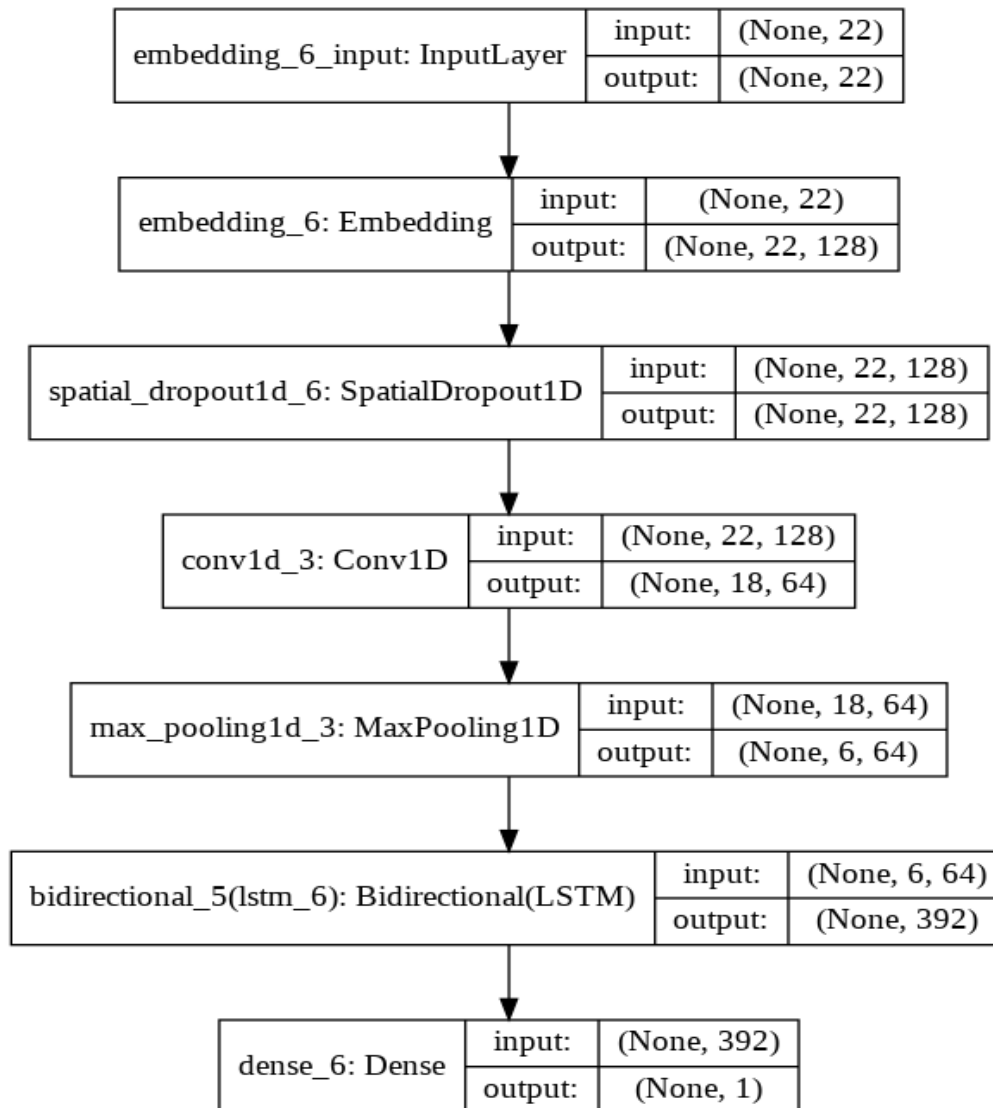 embedding_6_input: InputLayer
input: (None, 22)
output: (None, 22)
embedding_6: Embedding
input: (None, 22)
output: (None, 22, 128)
spatial_dropout1d_6: SpatialDropout1D
input: (None, 22, 128)
output: (None, 22, 128)
conv1d_3: Conv1D
input: (None, 22, 128)
output: (None, 18, 64)
max_pooling1d_3: MaxPooling1D
input: (None, 18, 64)
output: (None, 6, 64)
bidirectional_5(lstm_6): Bidirectional(LSTM)
input: (None, 6, 64)
output: (None, 392)
dense_6: Dense
input: (None, 392)
output: (None, 1)